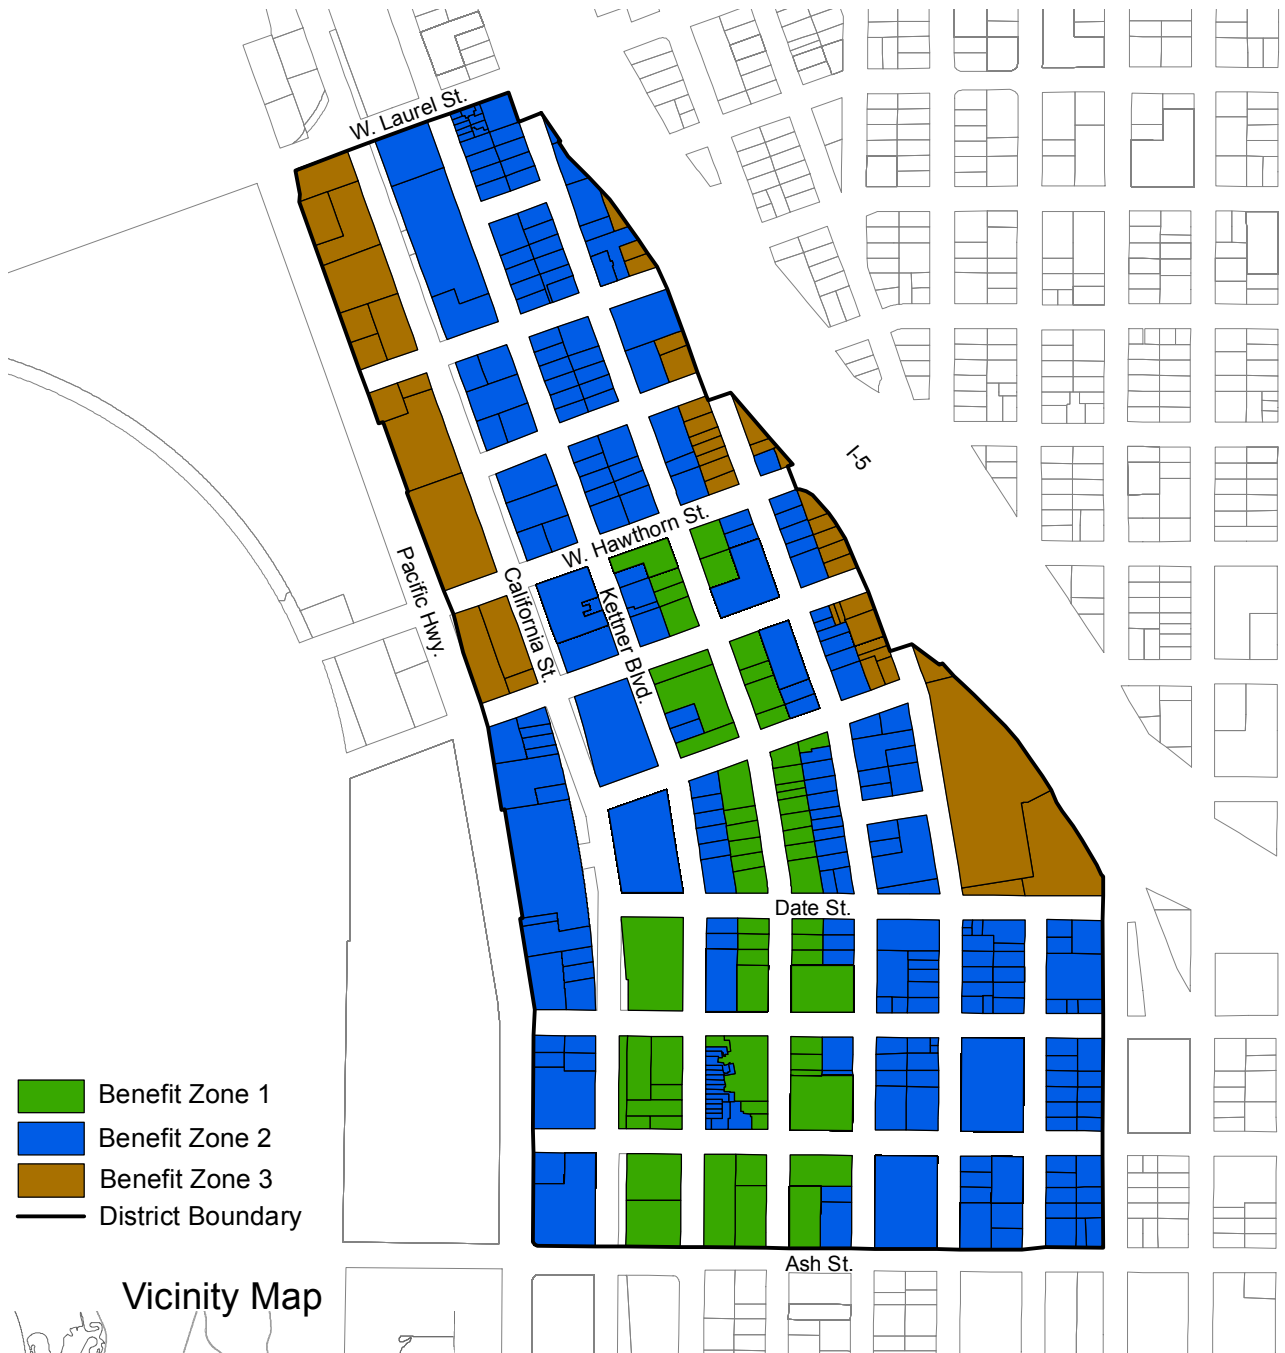 W. Laurel St.
I-5
W. Hawthorn St.
Pacific Hwy.
California St.
Kettner Blvd.
Date St.
Benefit Zone 1
Benefit Zone 2
Benefit Zone 3
District Boundary
Ash St.
Vicinity Map